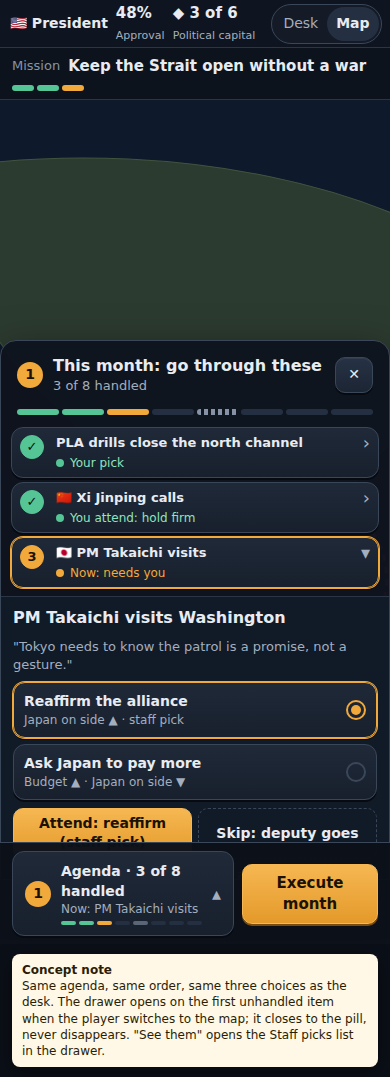 🇺🇸 President
48%
Approval
◆ 3 of 6
Political capital
Desk
Map
Mission Keep the Strait open without a war
1
This month: go through these
3 of 8 handled
✕
✓
PLA drills close the north channel
Your pick
›
✓
🇨🇳 Xi Jinping calls
You attend: hold firm
›
3
🇯🇵 PM Takaichi visits
Now: needs you
▼
PM Takaichi visits Washington
"Tokyo needs to know the patrol is a promise, not a
gesture."
Reaffirm the alliance
Japan on side ▲ · staff pick
Ask Japan to pay more
Budget ▲ · Japan on side ▼
Attend: reaffirm
(staff pick)
Skip: deputy goes
1
Agenda · 3 of 8
handled
Now: PM Takaichi visits
▲
Execute
month
Concept note
Same agenda, same order, same three choices as the
desk. The drawer opens on the first unhandled item
when the player switches to the map; it closes to the pill,
never disappears. "See them" opens the Staff picks list
in the drawer.